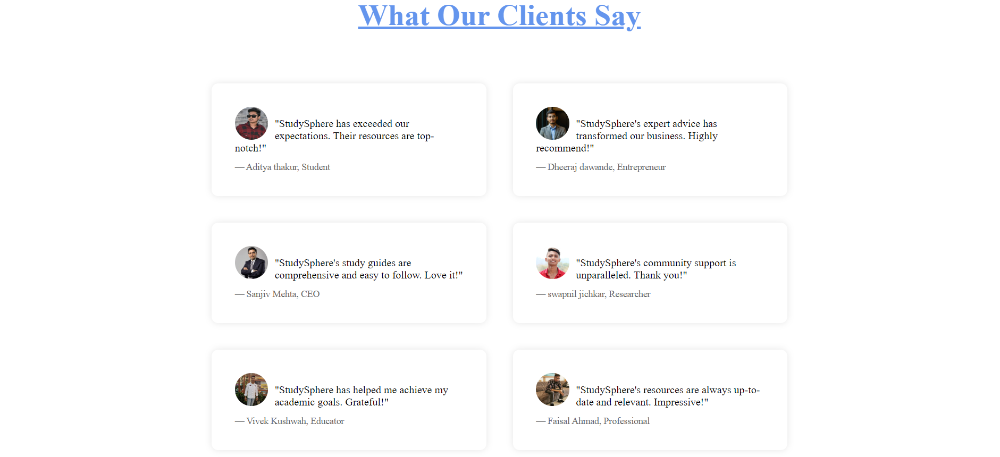 What Our Clients Say
"StudySphere has exceeded our
expectations. Their resources are top-
notch!"
— Aditya thakur, Student
"StudySphere's expert advice has
transformed our business. Highly
recommend!"
— Dheeraj dawande, Entrepreneur
"StudySphere's study guides are
comprehensive and easy to follow. Love it!"
— Sanjiv Mehta, CEO
"StudySphere's community support is
unparalleled. Thank you!"
— swapnil jichkar, Researcher
"StudySphere has helped me achieve my
academic goals. Grateful!"
— Vivek Kushwah, Educator
"StudySphere's resources are always up-to-
date and relevant. Impressive!"
— Faisal Ahmad, Professional